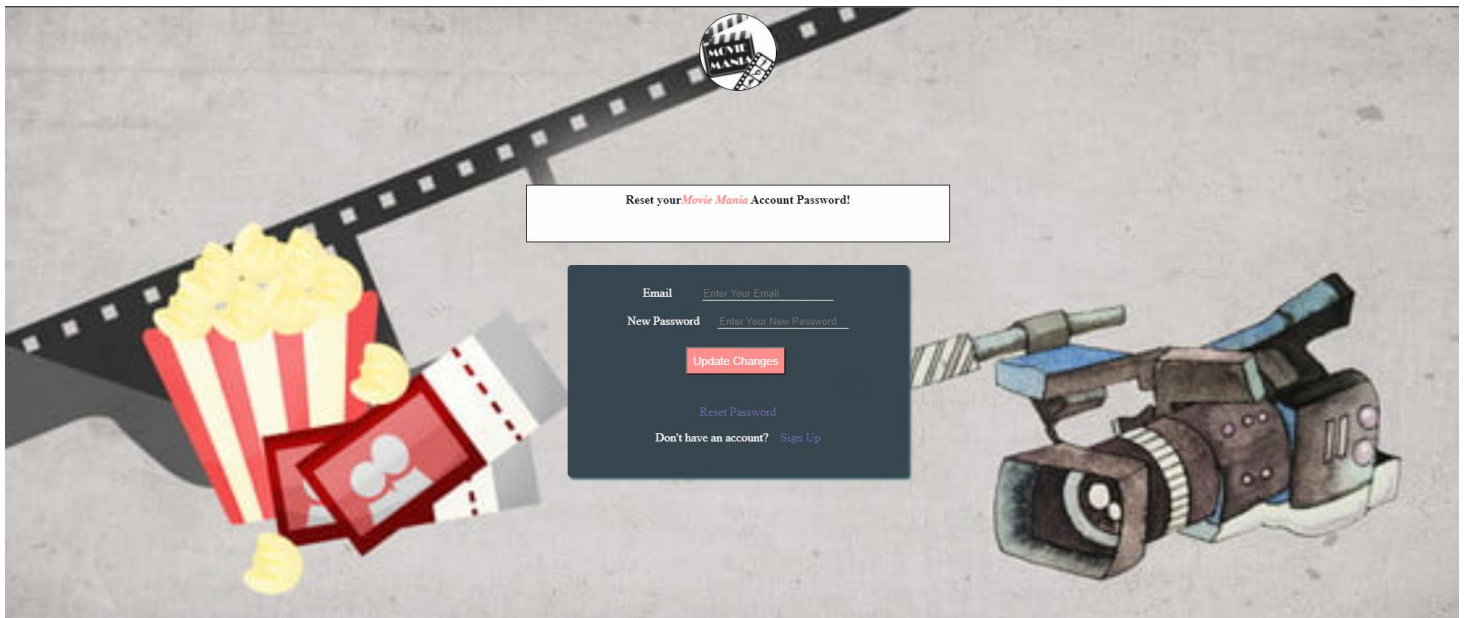 MOVIE
MANIA
Reset yourMovie Mania Account Password!
Email Enter Your Email
New Password Enter Your New Password
Update Changes
Reset Password
Don't have an account? Sign Up